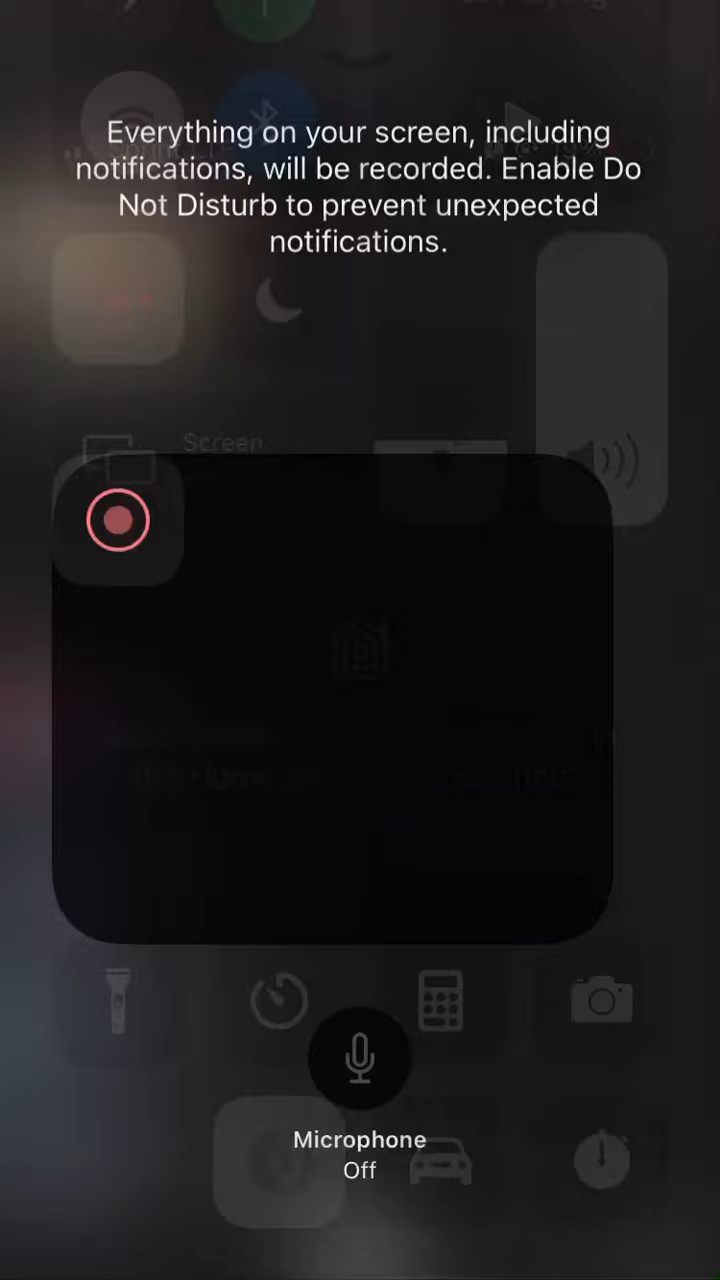 Everything on your screen, including
notifications, will be recorded. Enable Do
Not Disturb to prevent unexpected
notifications.
Screen
Microphone
Off